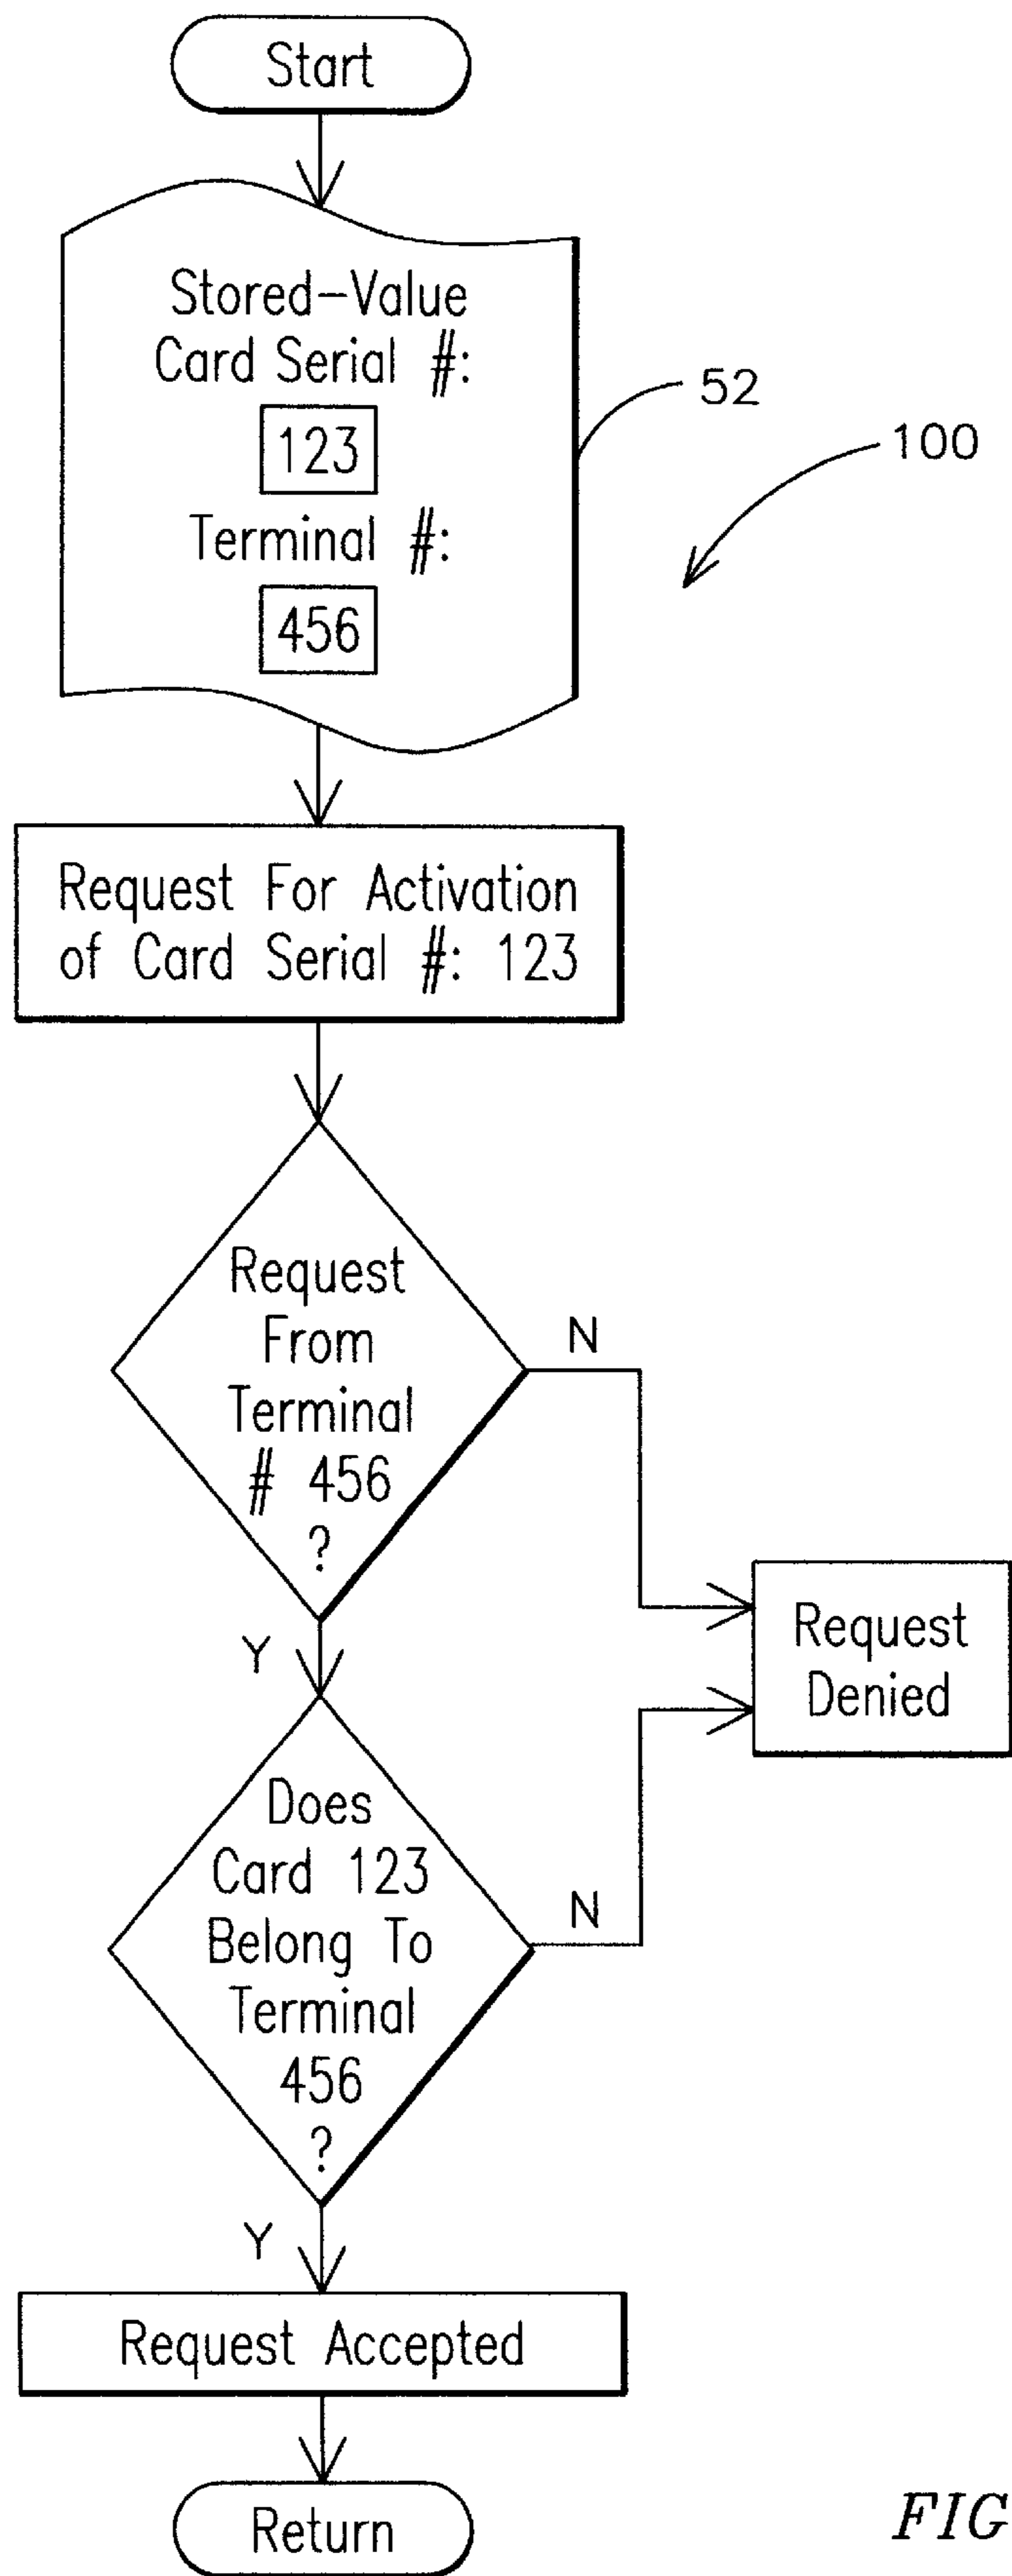 Start
Stored-Value
Card Serial #:
123
Terminal #:
456
52
100
Request For Activation
of Card Serial #: 123
Request
From
Terminal
# 456
?
N
Y
Request
Denied
Does
Card 123
Belong To
Terminal
456
?
N
Y
Request Accepted
Return
FIG